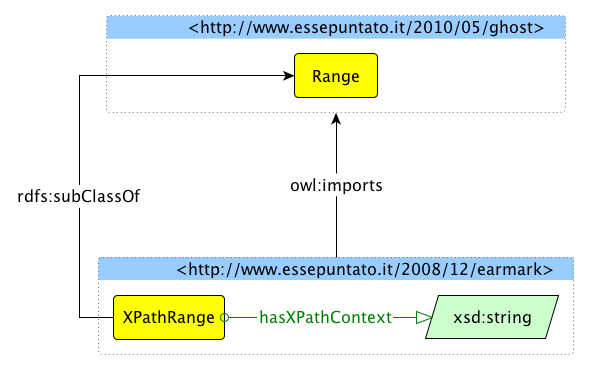 <http://www.essepuntato.it/2010/05/ghost>
Range
rdfs:subClassOf
owl:imports
<http://www.essepuntato.it/2008/12/earmark>
XPathRange
hasXPathContext
xsd:string